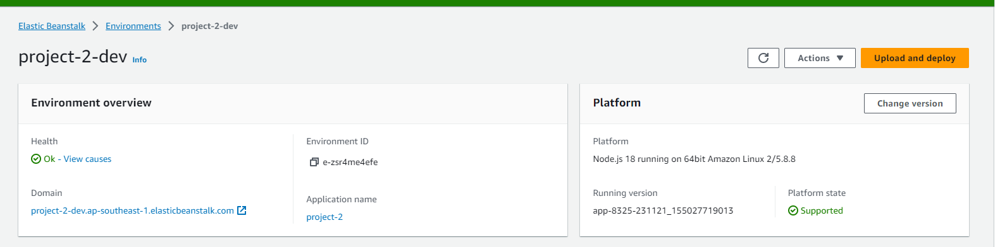 Elastic Beanstalk > Environments > project-2-dev
project-2-dev Info
Actions ▼
Upload and deploy
Environment overview
Health
Ok - View causes
Environment ID
e-zsr4me4efe
Domain
project-2-dev.ap-southeast-1.elasticbeanstalk.com
Application name
project-2
Platform
Change version
Platform
Node.js 18 running on 64bit Amazon Linux 2/5.8.8
Running version
app-8325-231121_155027719013
Platform state
Supported